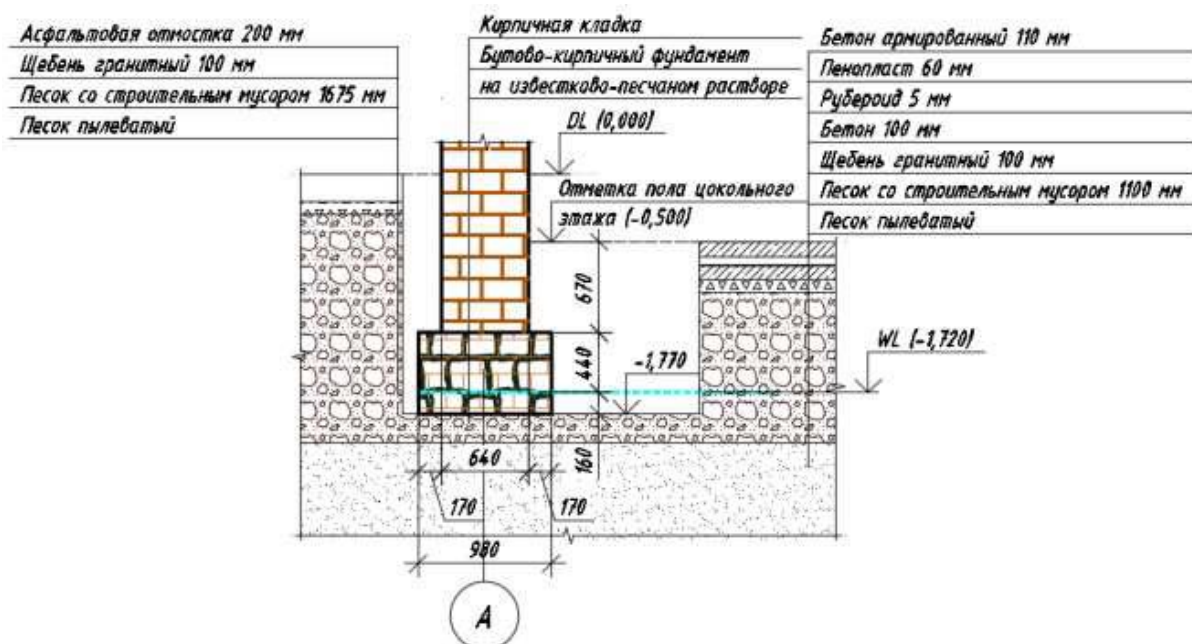 Асфальтовая отмостка 200 мм
Щебень гранитный 100 мм
Песок со строительным мусором 1675 мм
Песок пылеватый
Кирпичная кладка
Бутово-кирпичный фундамент
на известково-песчаном растворе
DL (0,000)
Отметка пола цокольного
этажа (-0,500)
Бетон армированный 110 мм
Пенопласт 60 мм
Рубероид 5 мм
Бетон 100 мм
Щебень гранитный 100 мм
Песок со строительным мусором 1100 мм
Песок пылеватый
670
440
-1,770
WL (-1,720)
160
640
170
170
980
А